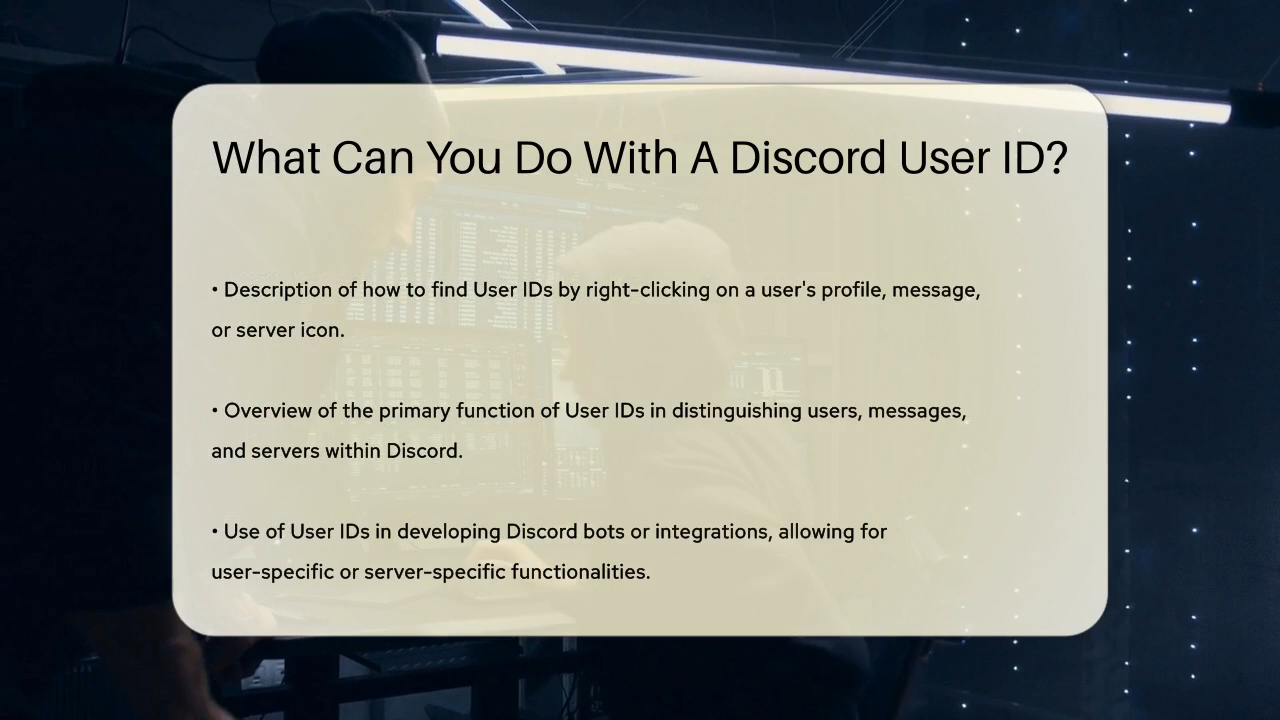 What Can You Do With A Discord User ID?
• Description of how to find User IDs by right-clicking on a user's profile, message,
or server icon.
• Overview of the primary function of User IDs in distinguishing users, messages,
and servers within Discord.
• Use of User IDs in developing Discord bots or integrations, allowing for
user-specific or server-specific functionalities.